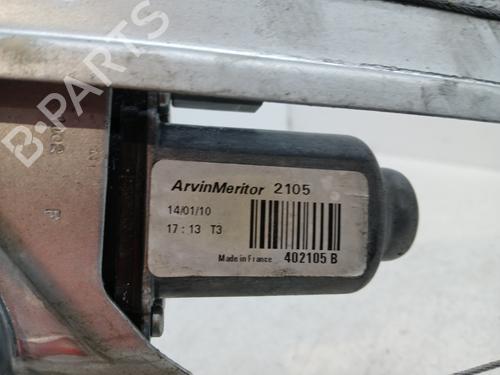 B-PARTS
ArvinMeritor 2105
14/01/10
17:13 T3
Made in France 402105 B